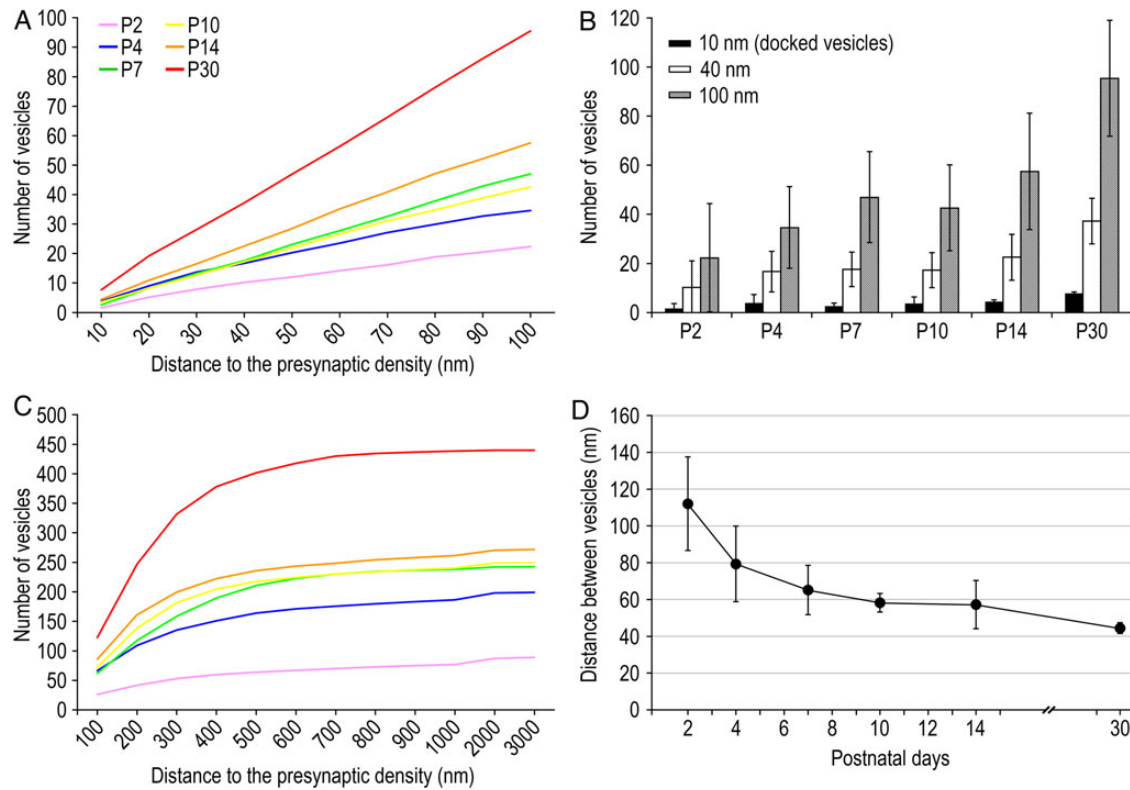 A
P2 P10
P4 P14
P7 P30
Number of vesicles
100
90
80
70
60
50
40
30
20
10
0
10 20 30 40 50 60 70 80 90 100
Distance to the presynaptic density (nm)
B
10 nm (docked vesicles)
40 nm
100 nm
Number of vesicles
120
100
80
60
40
20
0
P2 P4 P7 P10 P14 P30
C
Number of vesicles
500
450
400
350
300
250
200
150
100
50
0
100 200 300 400 500 600 700 800 900 1000 2000 3000
Distance to the presynaptic density (nm)
D
Distance between vesicles (nm)
160
140
120
100
80
60
40
20
0
2 4 6 8 10 12 14 30
Postnatal days